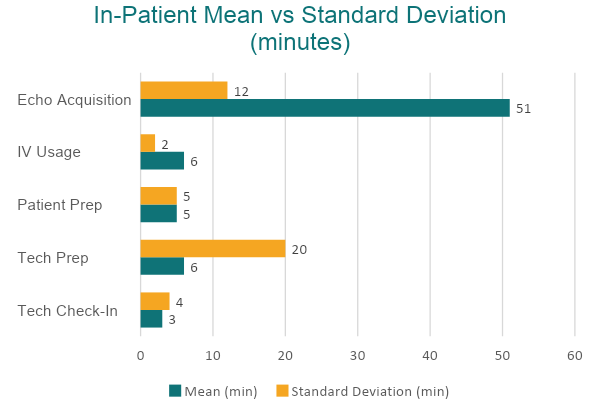 In-Patient Mean vs Standard Deviation
(minutes)
Echo Acquisition
12
51
IV Usage
2
6
Patient Prep
5
5
Tech Prep
20
6
Tech Check-In
4
3
0 10 20 30 40 50 60
Mean (min) Standard Deviation (min)